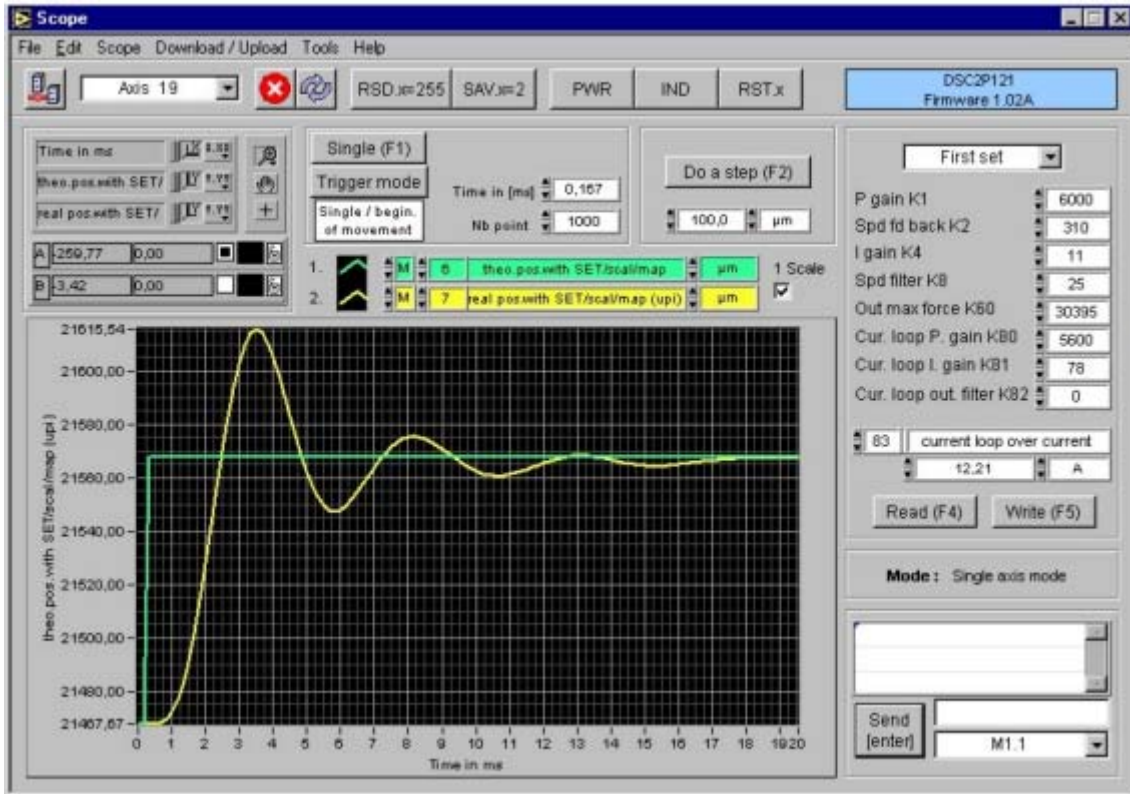 Scope
File Edit Scope Download / Upload Tools Help
Axis 19
RSD.x=255 SAV.x=2 PWR IND RST.x
DSC2P121
Firmware 1.02A
Time in ms
theo.pos.with SET/
real pos.with SET/
A -259,77 0,00
B -3,42 0,00
Single (F1)
Trigger mode
Single / begin.
of movement
Time in [ms] 0,167
Nb point 1000
Do a step (F2)
100,0 µm
1. M 6 theo.pos.with SET/scal/map µm
2. M 7 real pos.with SET/scal/map (upi) µm
1 Scale
21615,54
21600,00
21580,00
21560,00
21540,00
21520,00
21500,00
21480,00
21467,67
theo.pos.with SET/scal/map (upi)
0 1 2 3 4 5 6 7 8 9 10 11 12 13 14 15 16 17 18 1920
Time in ms
First set
P gain K1 6000
Spd fd back K2 310
I gain K4 11
Spd filter K8 25
Out max force K60 30395
Cur. loop P. gain K80 5600
Cur. loop I. gain K81 78
Cur. loop out. filter K82 0
83 current loop over current
12,21 A
Read (F4) Write (F5)
Mode : Single axis mode
Send
[enter]
M1.1